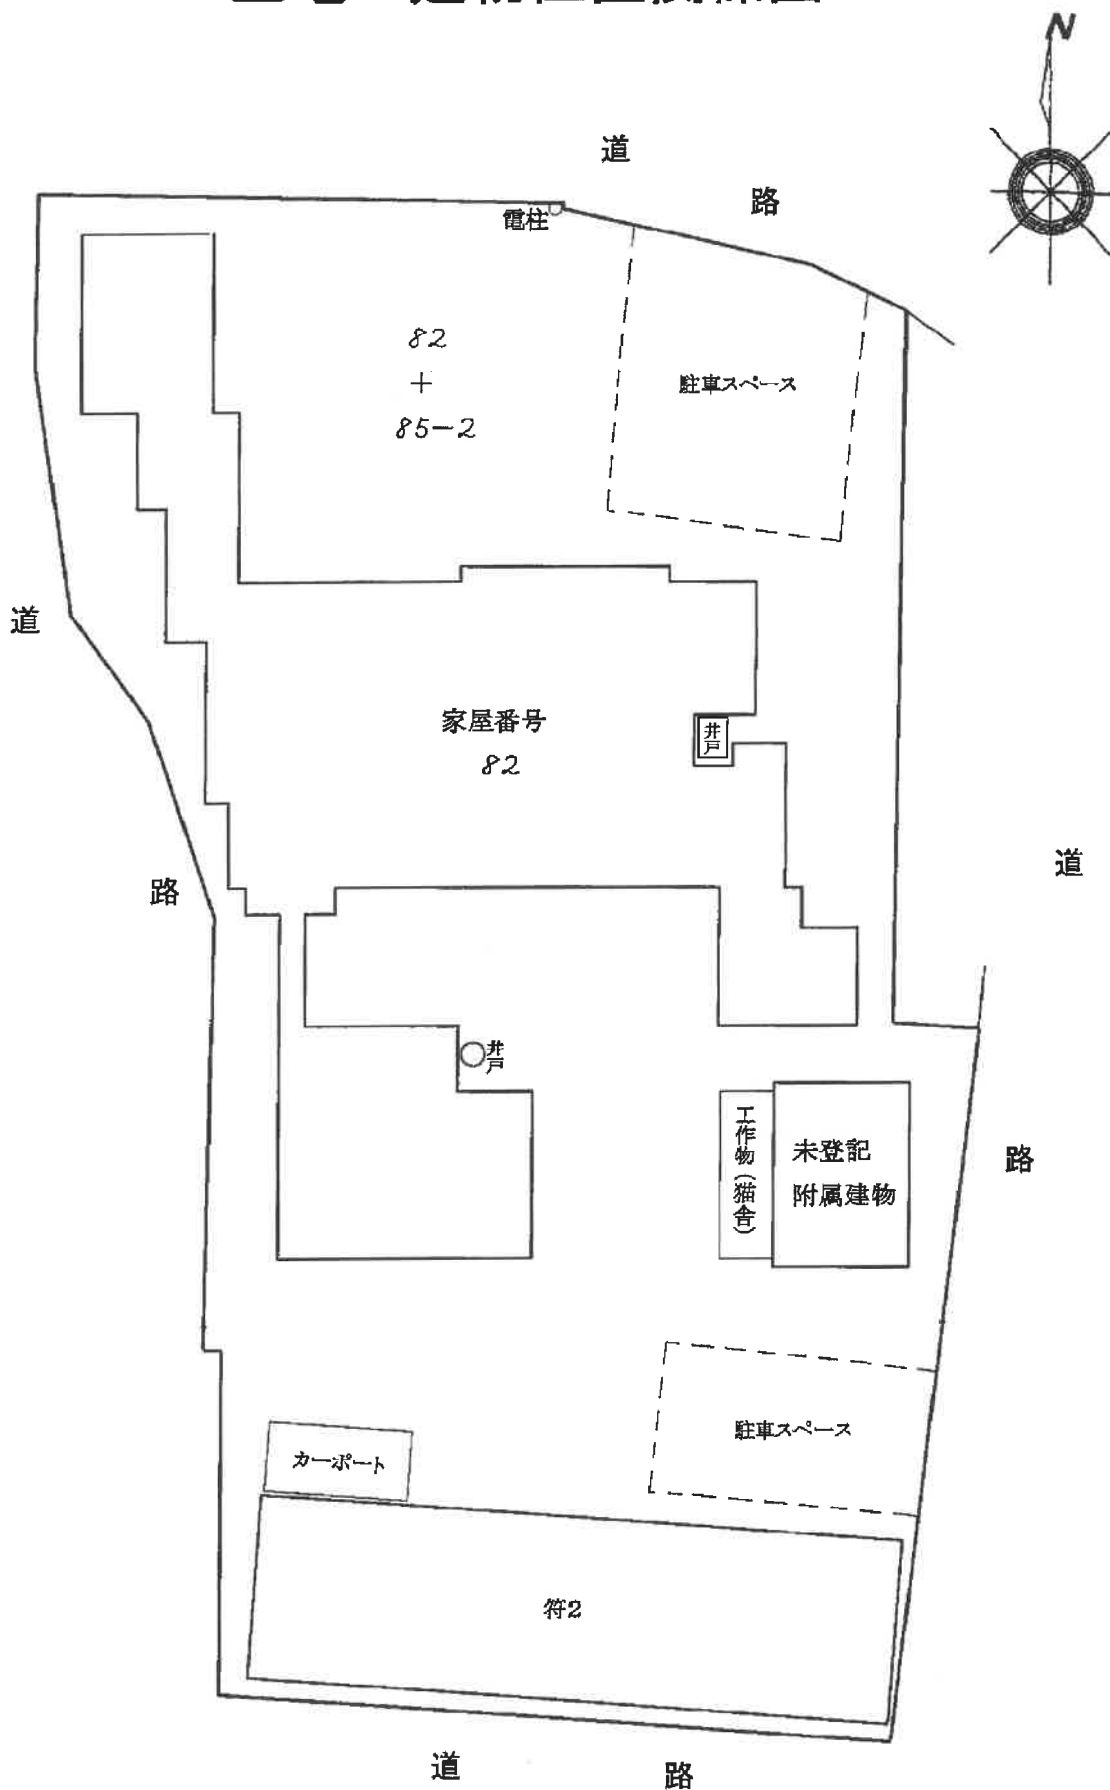 N
道
路
電柱
82
+
85-2
駐車スペース
道
路
家屋番号
82
井戸
道
路
井戸
工作物(猫舎)
未登記
附属建物
駐車スペース
カーポート
符2
道
路